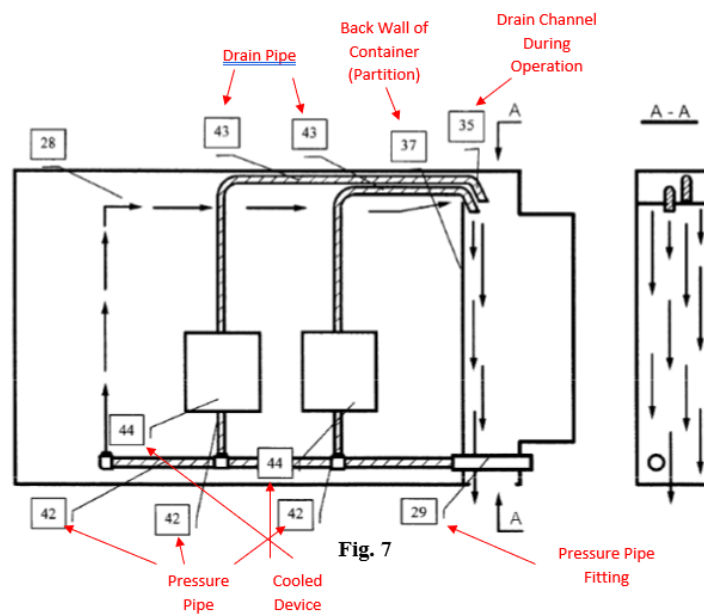 Drain Pipe
Back Wall of
Container
(Partition)
Drain Channel
During
Operation
43
43
35
A
A - A
28
37
44
44
42
42
42
29
A
Fig. 7
Pressure
Pipe
Cooled
Device
Pressure Pipe
Fitting